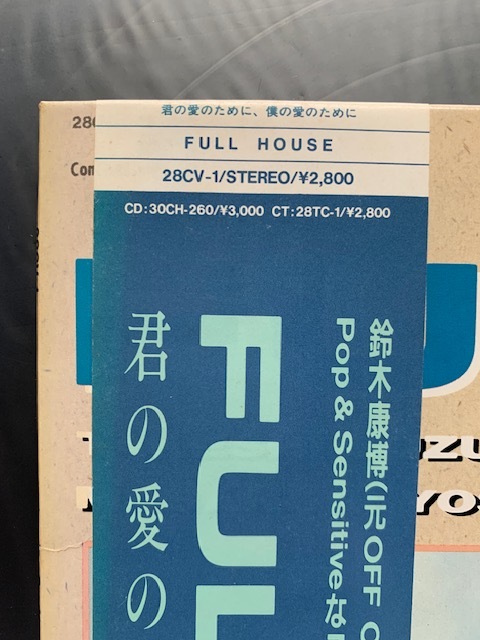 君の愛のために、僕の愛のために
FULL HOUSE
28CV-1/STEREO/¥2,800
CD:30CH-260/¥3,000 CT:28TC-1/¥2,800
鈴木康博(元OFF
Pop & Sensitiveな
FUL
君の愛の
28
Com